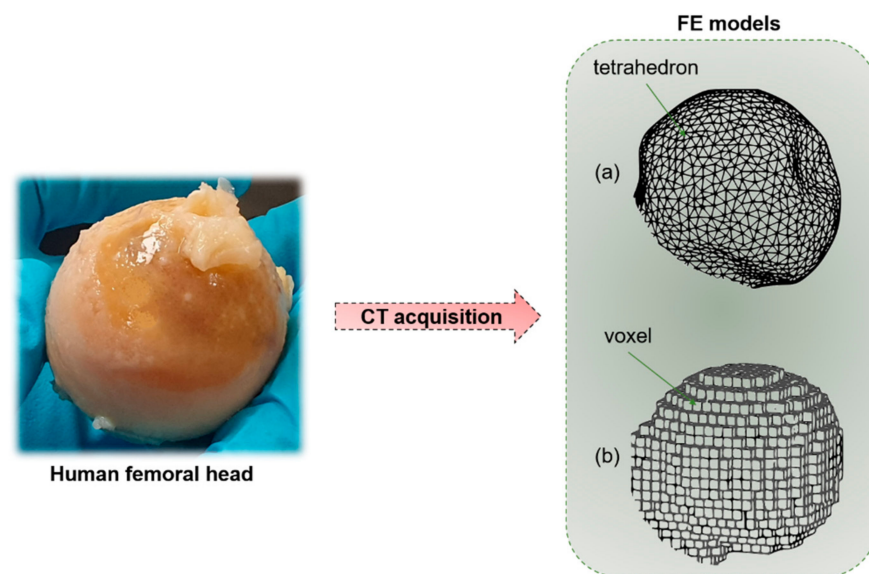 FE models
tetrahedron
(a)
CT acquisition
voxel
(b)
Human femoral head